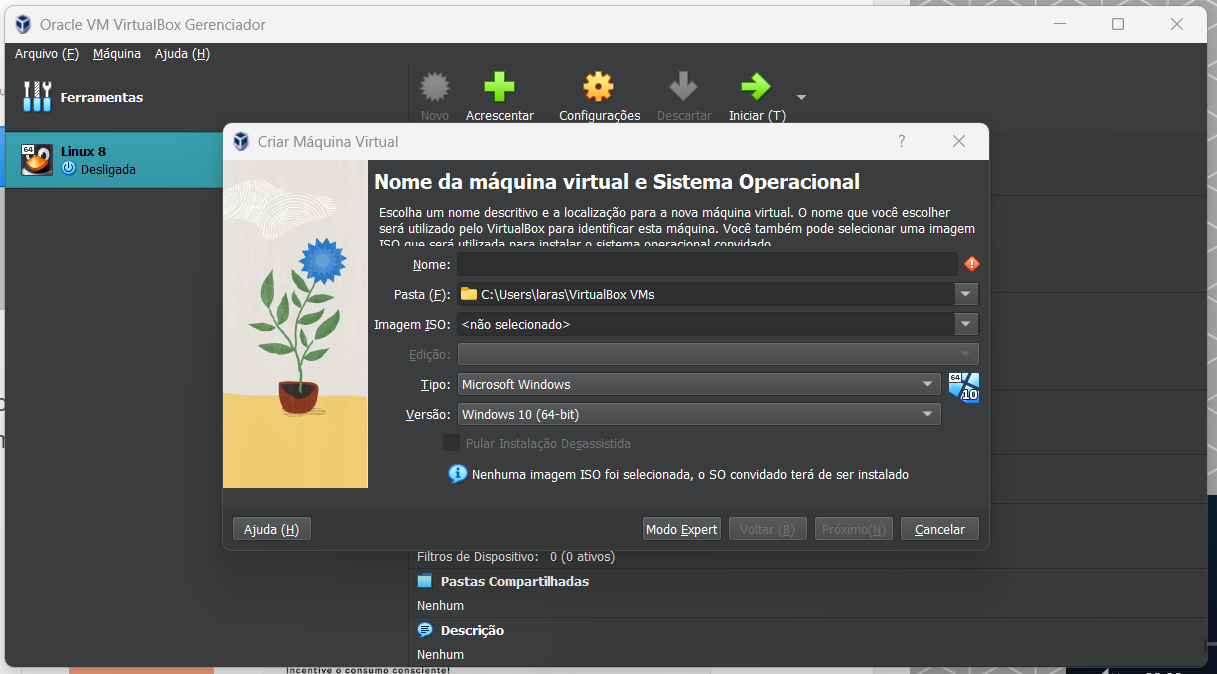 Oracle VM VirtualBox Gerenciador
Arquivo (F) Máquina Ajuda (H)
Ferramentas
Novo Acrescentar Configurações Descartar Iniciar (T)
64
Linux 8
Desligada
Criar Máquina Virtual ?
Nome da máquina virtual e Sistema Operacional
Escolha um nome descritivo e a localização para a nova máquina virtual. O nome que você escolher
será utilizado pelo VirtualBox para identificar esta máquina. Você também pode selecionar uma imagem
ISO que será utilizada para instalar o sistema operacional convidado.
Nome:
Pasta (F): C:\Users\laras\VirtualBox VMs
Imagem ISO: <não selecionado>
Edição:
Tipo: Microsoft Windows
64
10
Versão: Windows 10 (64-bit)
Pular Instalação Desassistida
Nenhuma imagem ISO foi selecionada, o SO convidado terá de ser instalado
Ajuda (H) Modo Expert Voltar (B) Próximo(N) Cancelar
Filtros de Dispositivo: 0 (0 ativos)
Pastas Compartilhadas
Nenhum
Descrição
Nenhum
Incentive o consumo consciente!